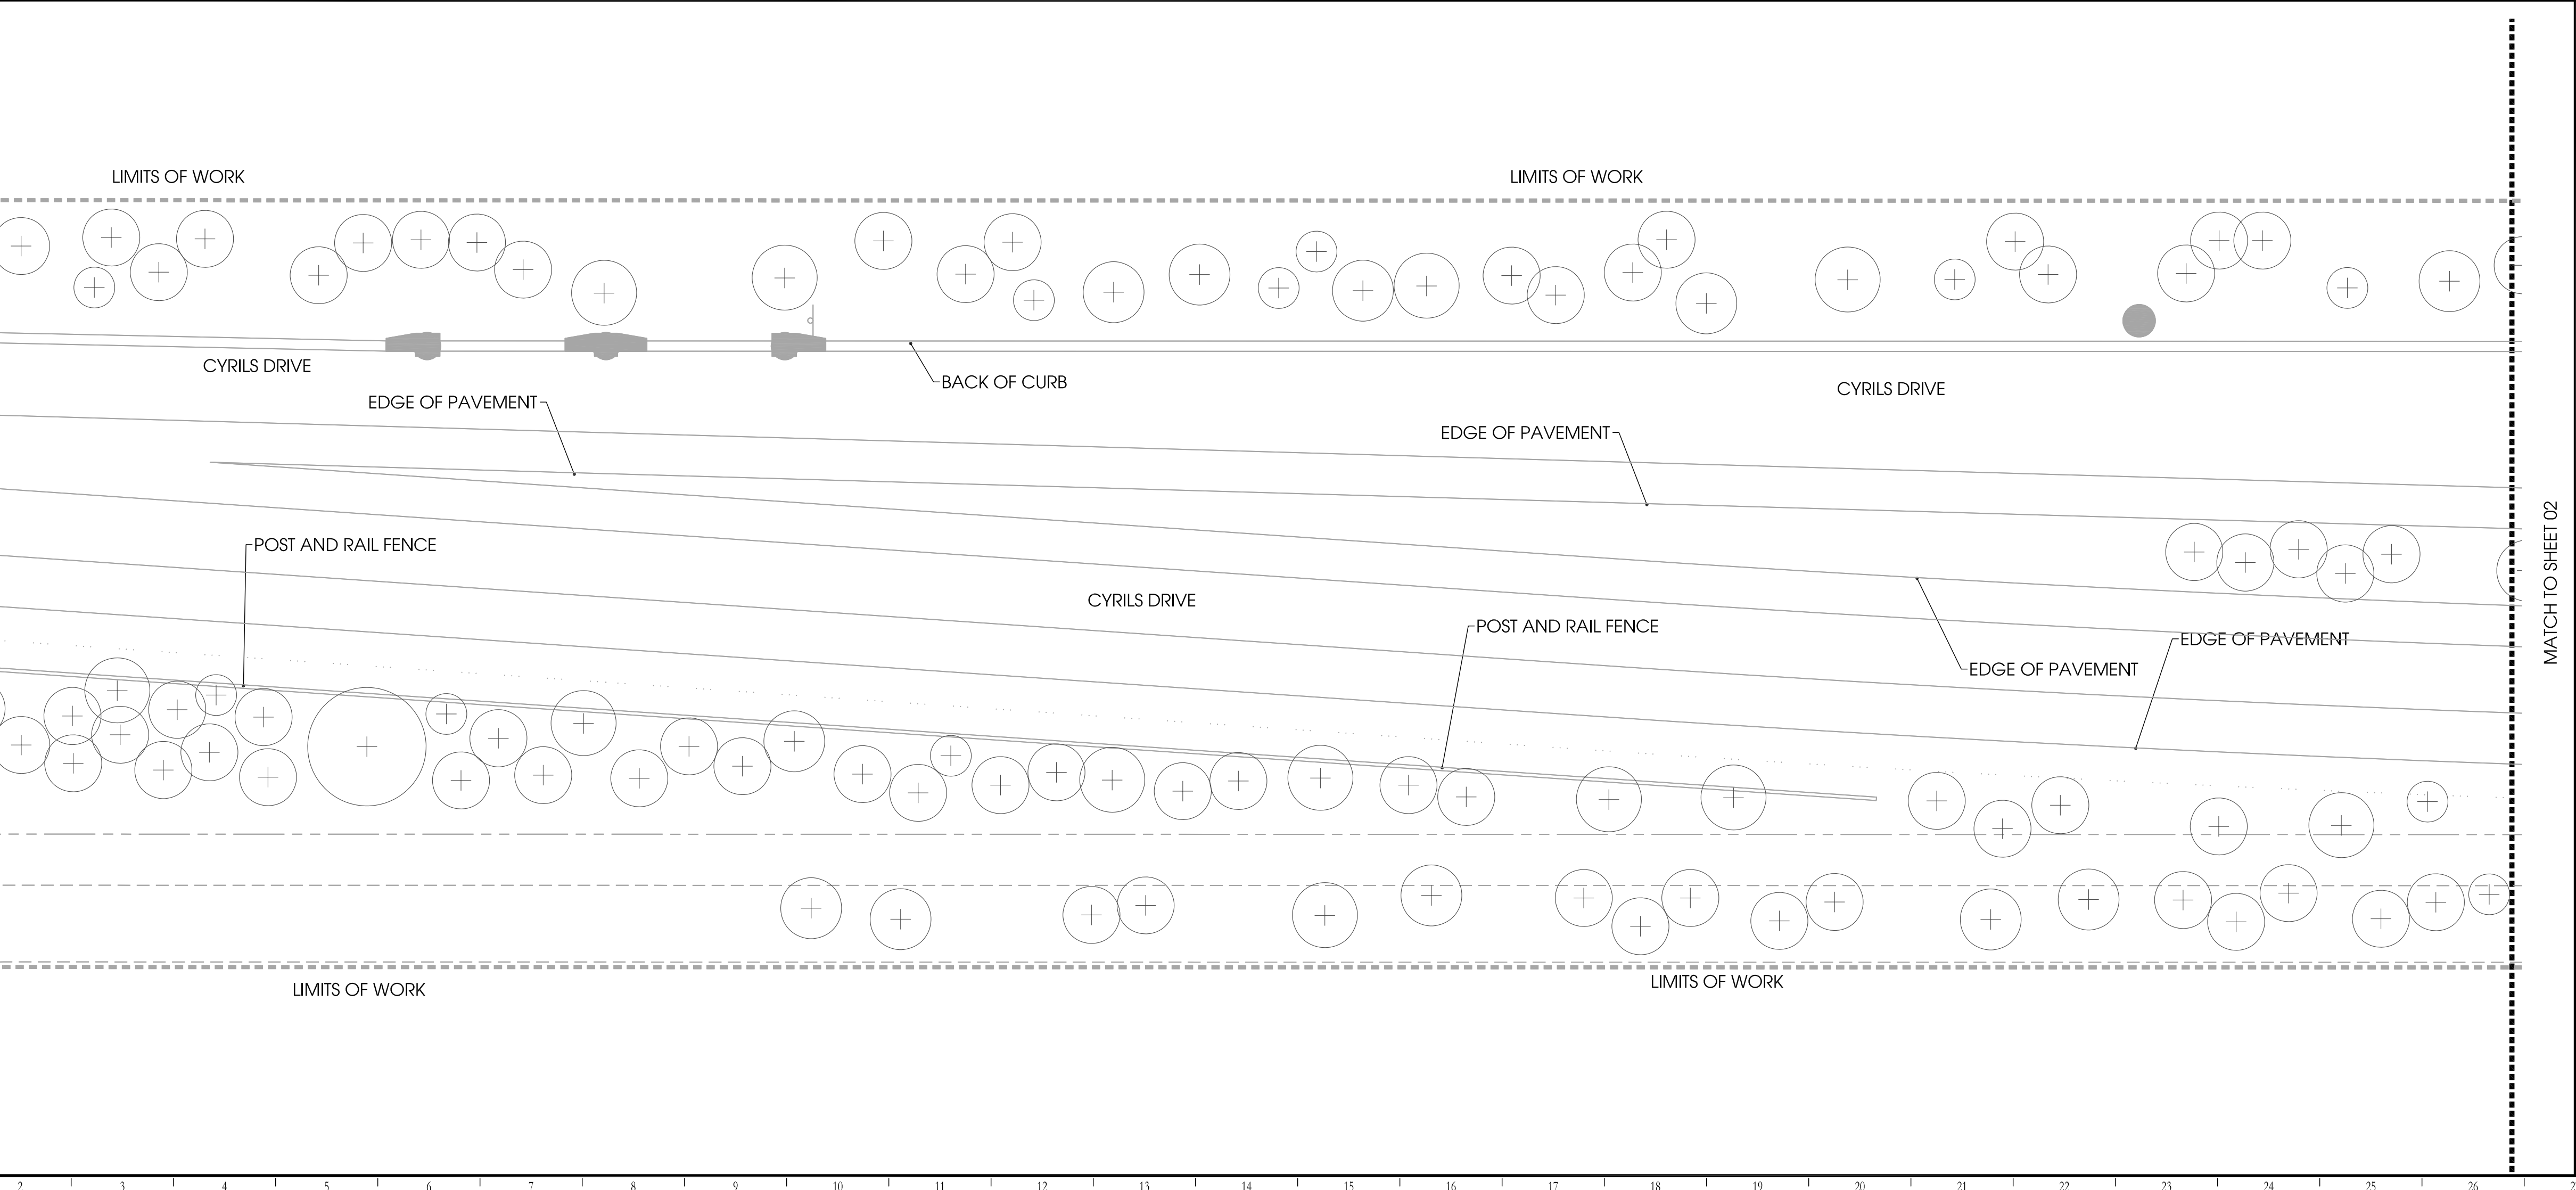 LIMITS OF WORK
LIMITS OF WORK
CYRILS DRIVE
BACK OF CURB
CYRILS DRIVE
EDGE OF PAVEMENT
EDGE OF PAVEMENT
POST AND RAIL FENCE
MATCH TO SHEET 02
CYRILS DRIVE
POST AND RAIL FENCE
EDGE OF PAVEMENT
EDGE OF PAVEMENT
LIMITS OF WORK
LIMITS OF WORK
2 3 4 5 6 7 8 9 10 11 12 13 14 15 16 17 18 19 20 21 22 23 24 25 26